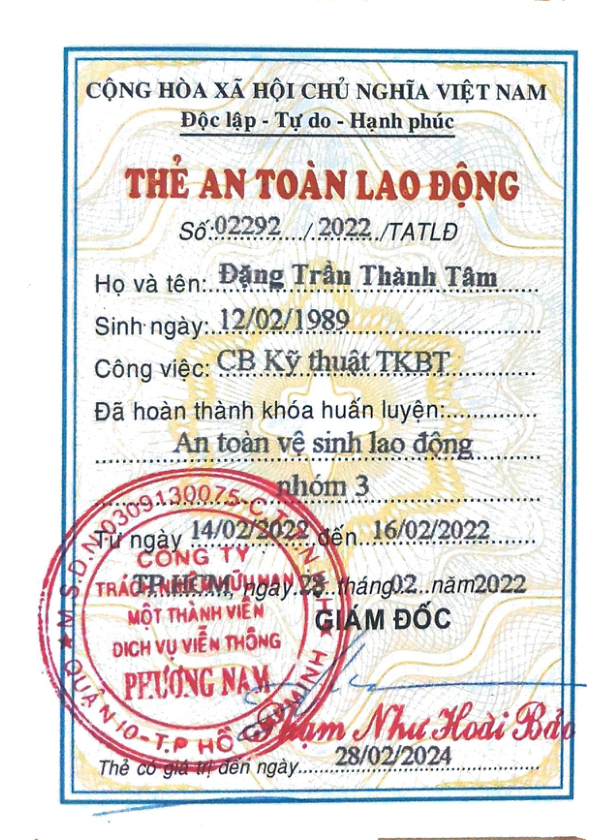 CỘNG HÒA XÃ HỘI CHỦ NGHĨA VIỆT NAM
Độc lập - Tự do - Hạnh phúc
THẺ AN TOÀN LAO ĐỘNG
Số:02292.../.2022./TATLĐ
Họ và tên:.Đặng Trần Thành Tâm
Sinh ngày:.12/02/1989
Công việc: CB Kỹ thuật TKBT
Đã hoàn thành khóa huấn luyện:
An toàn vệ sinh lao động
nhóm 3
Từ ngày 14/02/2022 đến 16/02/2022
TP.HCM, ngày 28 tháng 02 năm 2022
GIÁM ĐỐC
M.S.D.N:0309130075-C.T.T.N.H.H
CÔNG TY
TRÁCH NHIỆM HỮU HẠN
MỘT THÀNH VIÊN
DỊCH VỤ VIỄN THÔNG
PHƯƠNG NAM
QUẬN 10-T.P HỒ CHÍ MINH
Phạm Như Hoài Bảo
Thẻ có giá trị đến ngày 28/02/2024